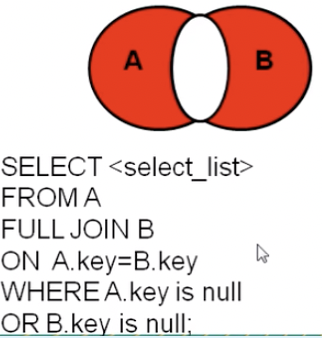 A B
SELECT <select_list>
FROM A
FULL JOIN B
ON A.key=B.key
WHERE A.key is null
OR B.key is null;